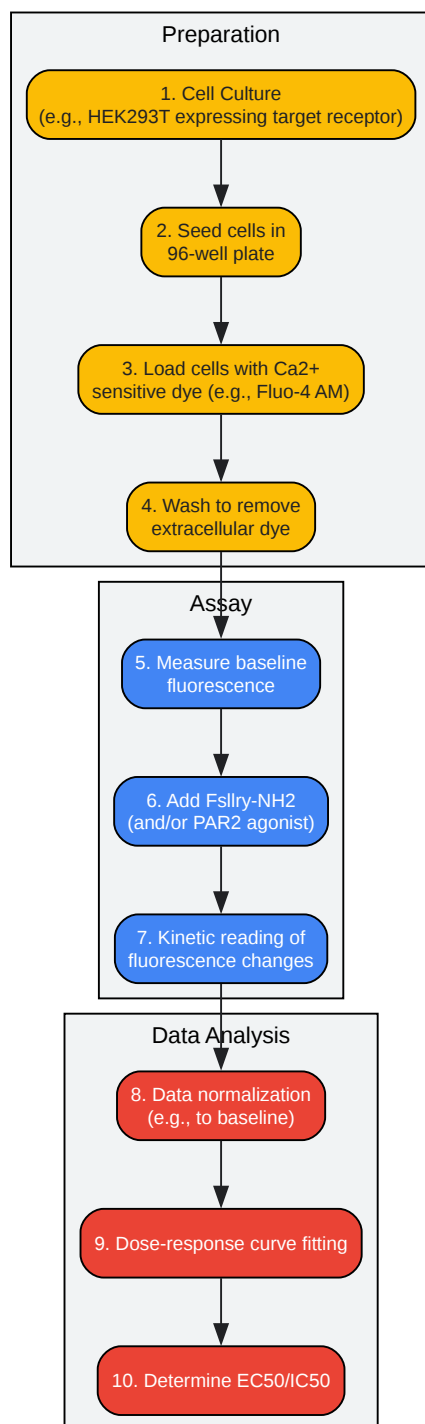 Preparation
1. Cell Culture
(e.g., HEK293T expressing target receptor)
2. Seed cells in
96-well plate
3. Load cells with Ca2+
sensitive dye (e.g., Fluo-4 AM)
4. Wash to remove
extracellular dye
Assay
5. Measure baseline
fluorescence
6. Add Fsllry-NH2
(and/or PAR2 agonist)
7. Kinetic reading of
fluorescence changes
Data Analysis
8. Data normalization
(e.g., to baseline)
9. Dose-response curve fitting
10. Determine EC50/IC50